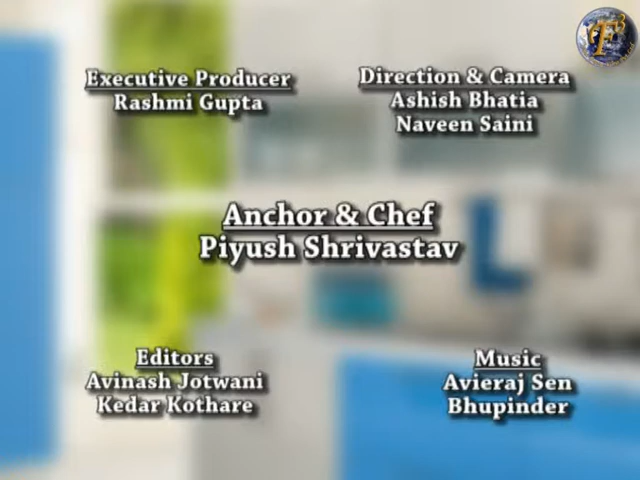 Executive Producer
Rashmi Gupta
Direction & Camera
Ashish Bhatia
Naveen Saini
Anchor & Chef
Piyush Shrivastav
Editors
Avinash Jotwani
Kedar Kothare
Music
Avieraj Sen
Bhupinder